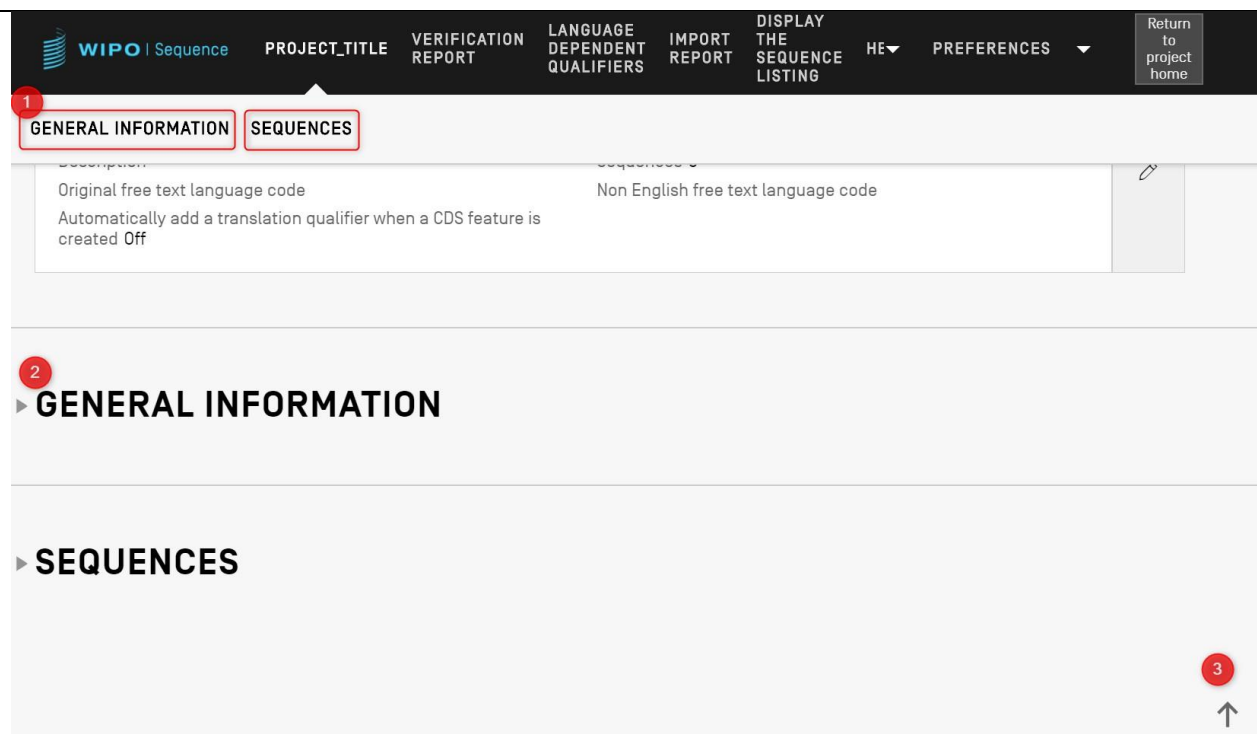 WIPO | Sequence
PROJECT_TITLE
VERIFICATION
REPORT
LANGUAGE
DEPENDENT
QUALIFIERS
IMPORT
REPORT
DISPLAY
THE
SEQUENCE
LISTING
HE
PREFERENCES
Return
to
project
home
1
GENERAL INFORMATION
SEQUENCES
Original free text language code
Non English free text language code
Automatically add a translation qualifier when a CDS feature is
created Off
2
GENERAL INFORMATION
SEQUENCES
3